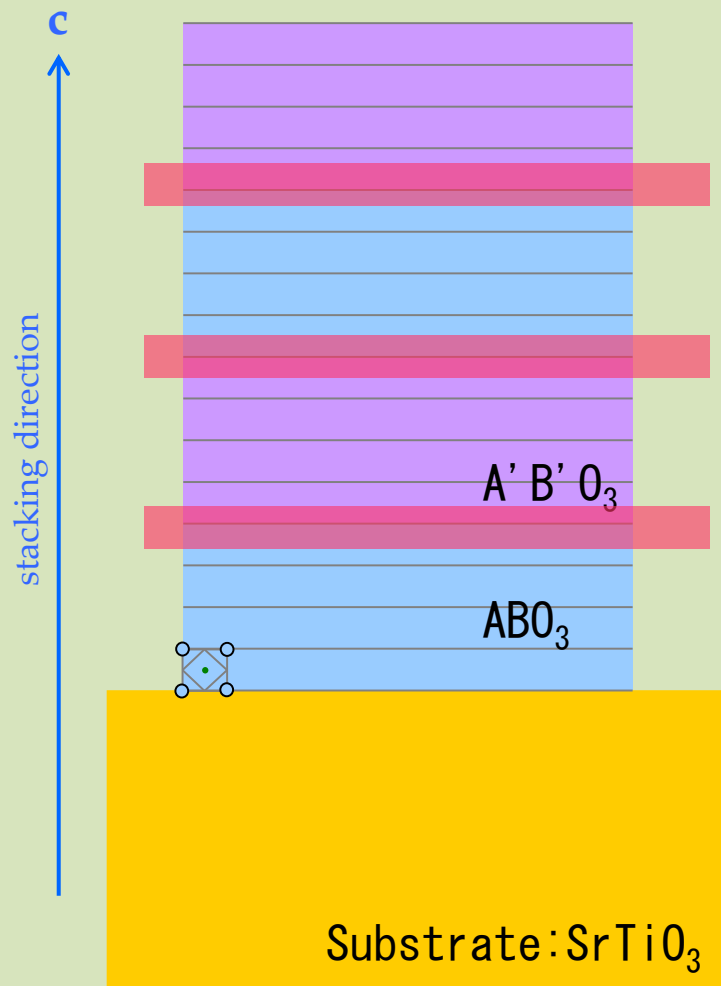 c
stacking direction
A’B’O₃
ABO₃
Substrate:SrTiO₃